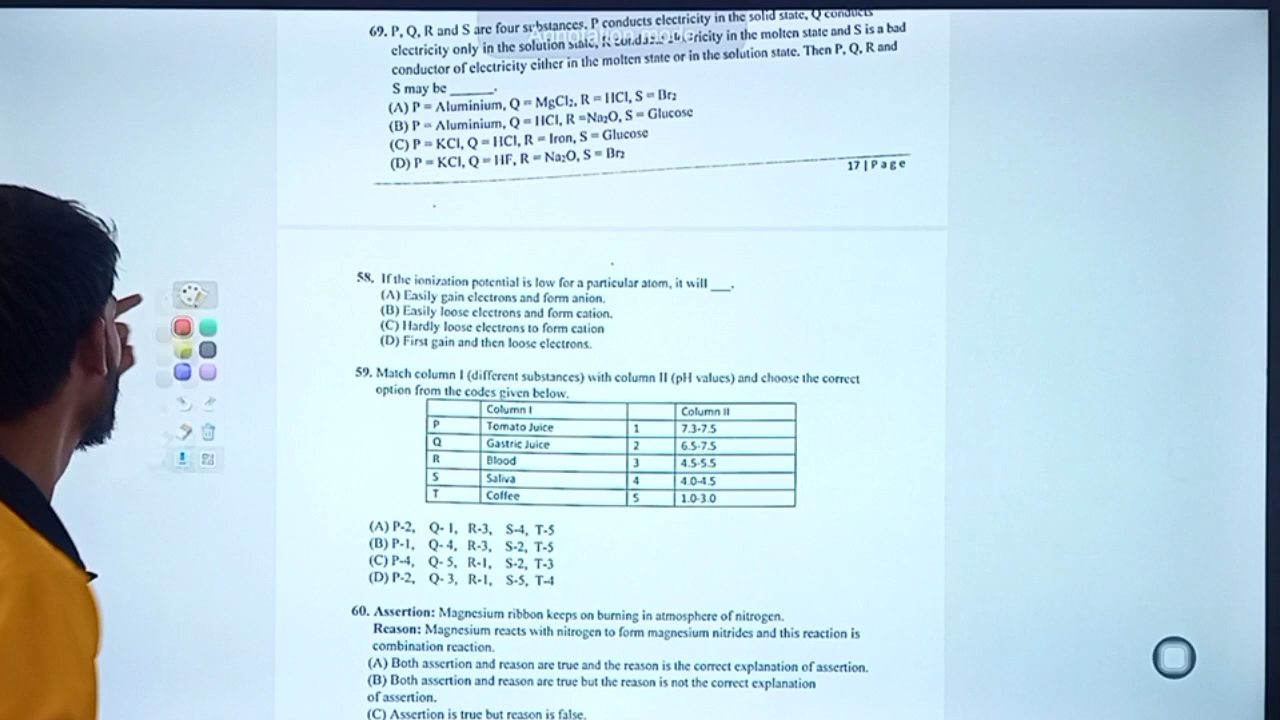 69. P, Q, R and S are four substances. P conducts electricity in the solid state, Q conducts
electricity only in the solution state, R electricity in the molten state and S is a bad
Annotation mode
conductor of electricity either in the molten state or in the solution state. Then P, Q, R and
S may be ______.
(A) P = Aluminium, Q = MgCl₂, R = HCl, S = Br₂
(B) P = Aluminium, Q = HCl, R =Na₂O, S = Glucose
(C) P = KCl, Q = HCl, R = Iron, S = Glucose
(D) P = KCl, Q = HF, R = Na₂O, S = Br₂
17 | Page
58. If the ionization potential is low for a particular atom, it will ___.
(A) Easily gain electrons and form anion.
(B) Easily loose electrons and form cation.
(C) Hardly loose electrons to form cation
(D) First gain and then loose electrons.
59. Match column I (different substances) with column II (pH values) and choose the correct
option from the codes given below.
Column I Column II
P Tomato Juice 1 7.3-7.5
Q Gastric Juice 2 6.5-7.5
R Blood 3 4.5-5.5
S Saliva 4 4.0-4.5
T Coffee 5 1.0-3.0
(A) P-2, Q- 1, R-3, S-4, T-5
(B) P-1, Q- 4, R-3, S-2, T-5
(C) P-4, Q- 5, R-1, S-2, T-3
(D) P-2, Q- 3, R-1, S-5, T-4
60. Assertion: Magnesium ribbon keeps on burning in atmosphere of nitrogen.
Reason: Magnesium reacts with nitrogen to form magnesium nitrides and this reaction is
combination reaction.
(A) Both assertion and reason are true and the reason is the correct explanation of assertion.
(B) Both assertion and reason are true but the reason is not the correct explanation
of assertion.
(C) Assertion is true but reason is false.